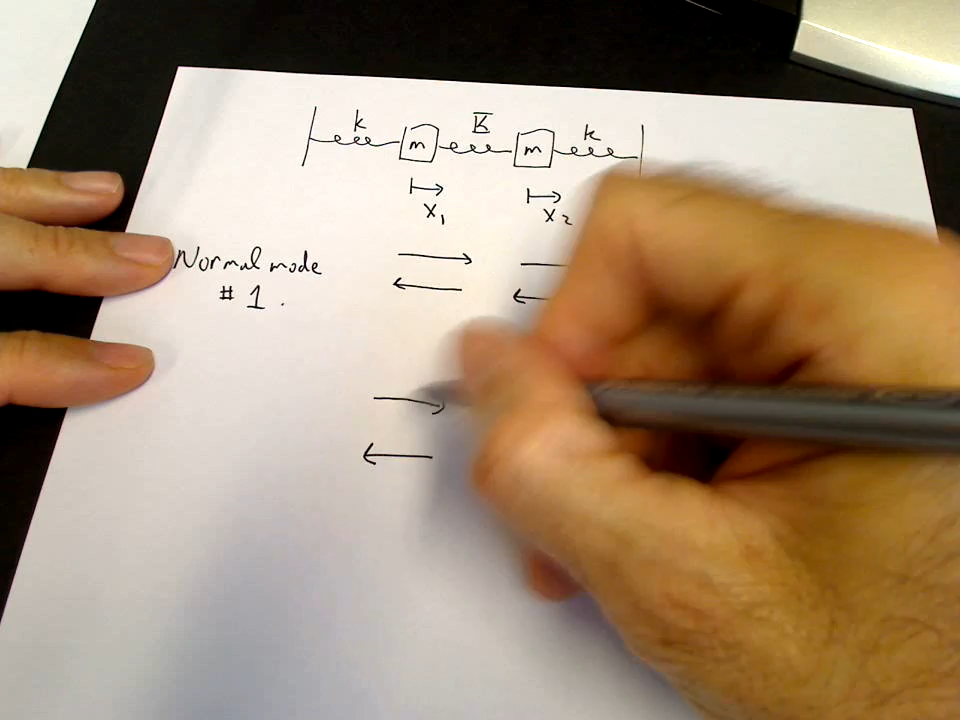 k k̅ k
m m
x₁ x₂
Normal mode
# 1.